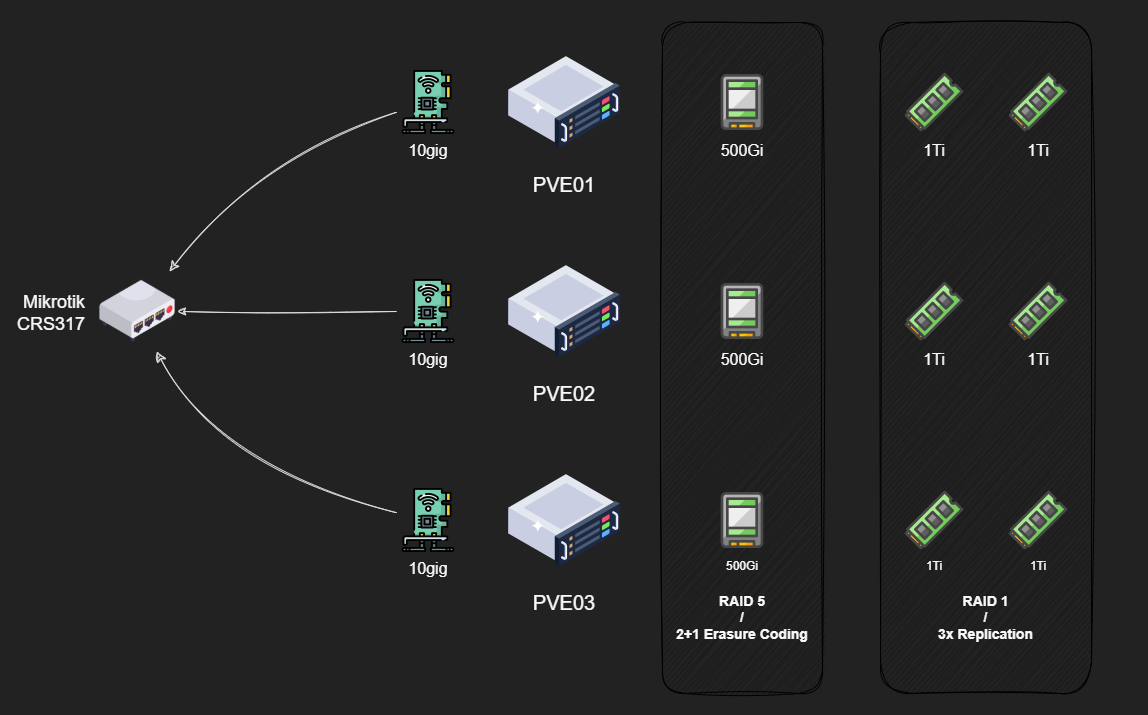 10gig
PVE01
500Gi
1Ti
1Ti
Mikrotik
CRS317
10gig
PVE02
500Gi
1Ti
1Ti
10gig
PVE03
500Gi
1Ti
1Ti
RAID 5
/
2+1 Erasure Coding
RAID 1
/
3x Replication